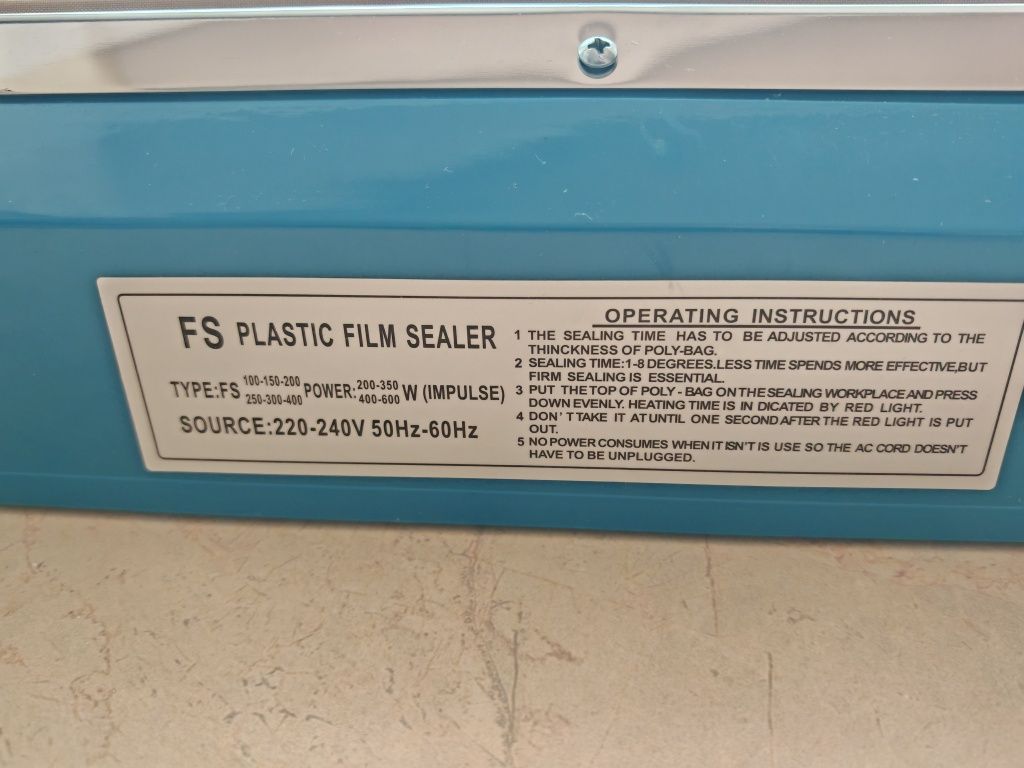 FS PLASTIC FILM SEALER
TYPE:FS 100-150-200 250-300-400 POWER: 200-350 400-600 W (IMPULSE)
SOURCE:220-240V 50Hz-60Hz
OPERATING INSTRUCTIONS
1 THE SEALING TIME HAS TO BE ADJUSTED ACCORDING TO THE
THINCKNESS OF POLY-BAG.
2 SEALING TIME:1-8 DEGREES.LESS TIME SPENDS MORE EFFECTIVE,BUT
FIRM SEALING IS ESSENTIAL.
3 PUT THE TOP OF POLY - BAG ON THE SEALING WORKPLACE AND PRESS
DOWN EVENLY. HEATING TIME IS IN DICATED BY RED LIGHT.
4 DON'T TAKE IT ATUNTIL ONE SECOND AFTER THE RED LIGHT IS PUT
OUT.
5 NO POWER CONSUMES WHEN IT ISN'T IS USE SO THE AC CORD DOESN'T
HAVE TO BE UNPLUGGED.